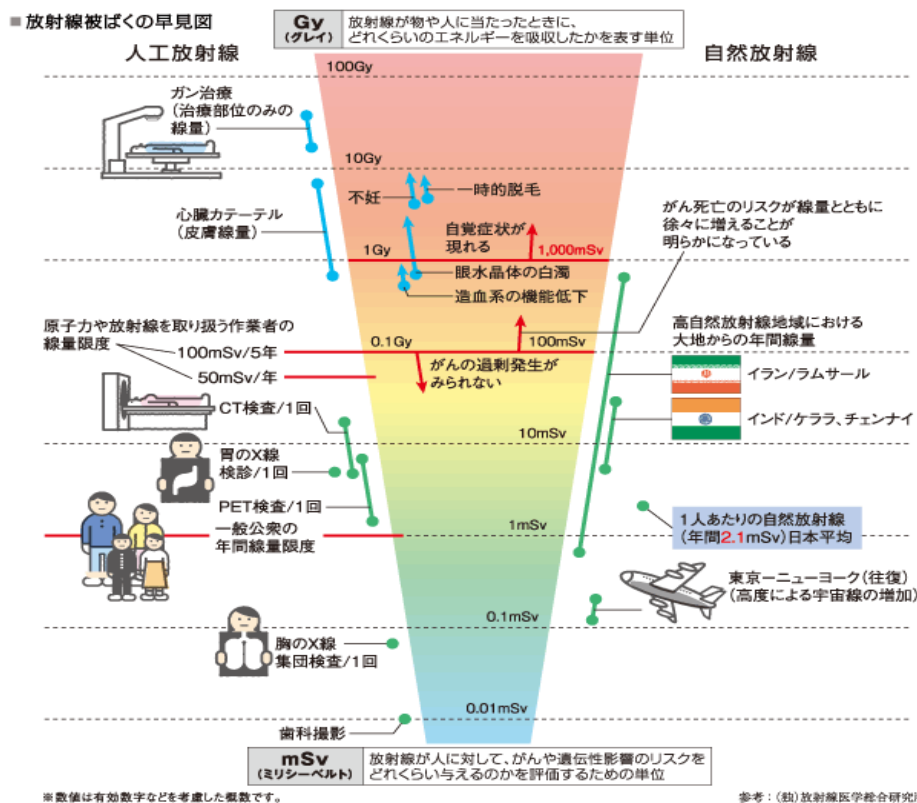 ■放射線被ばくの早見図
Gy
(グレイ)
放射線が物や人に当たったときに、
どれくらいのエネルギーを吸収したかを表す単位
人工放射線
自然放射線
100Gy
ガン治療
(治療部位のみの
線量)
10Gy
不妊
一時的脱毛
心臓カテーテル
(皮膚線量)
自覚症状が
現れる
がん死亡のリスクが線量とともに
徐々に増えることが
明らかになっている
1Gy
1,000mSv
眼水晶体の白濁
造血系の機能低下
原子力や放射線を取り扱う作業者の
線量限度
100mSv/5年
50mSv/年
0.1Gy
100mSv
がんの過剰発生が
みられない
高自然放射線地域における
大地からの年間線量
イラン/ラムサール
インド/ケララ、チェンナイ
CT検査/1回
10mSv
胃のX線
検診/1回
PET検査/1回
1mSv
一般公衆の
年間線量限度
1人あたりの自然放射線
(年間2.1mSv)日本平均
東京ーニューヨーク(往復)
(高度による宇宙線の増加)
0.1mSv
胸のX線
集団検査/1回
0.01mSv
歯科撮影
mSv
(ミリシーベルト)
放射線が人に対して、がんや遺伝性影響のリスクを
どれくらい与えるのかを評価するための単位
※数値は有効数字などを考慮した概数です。
参考:(独)放射線医学総合研究